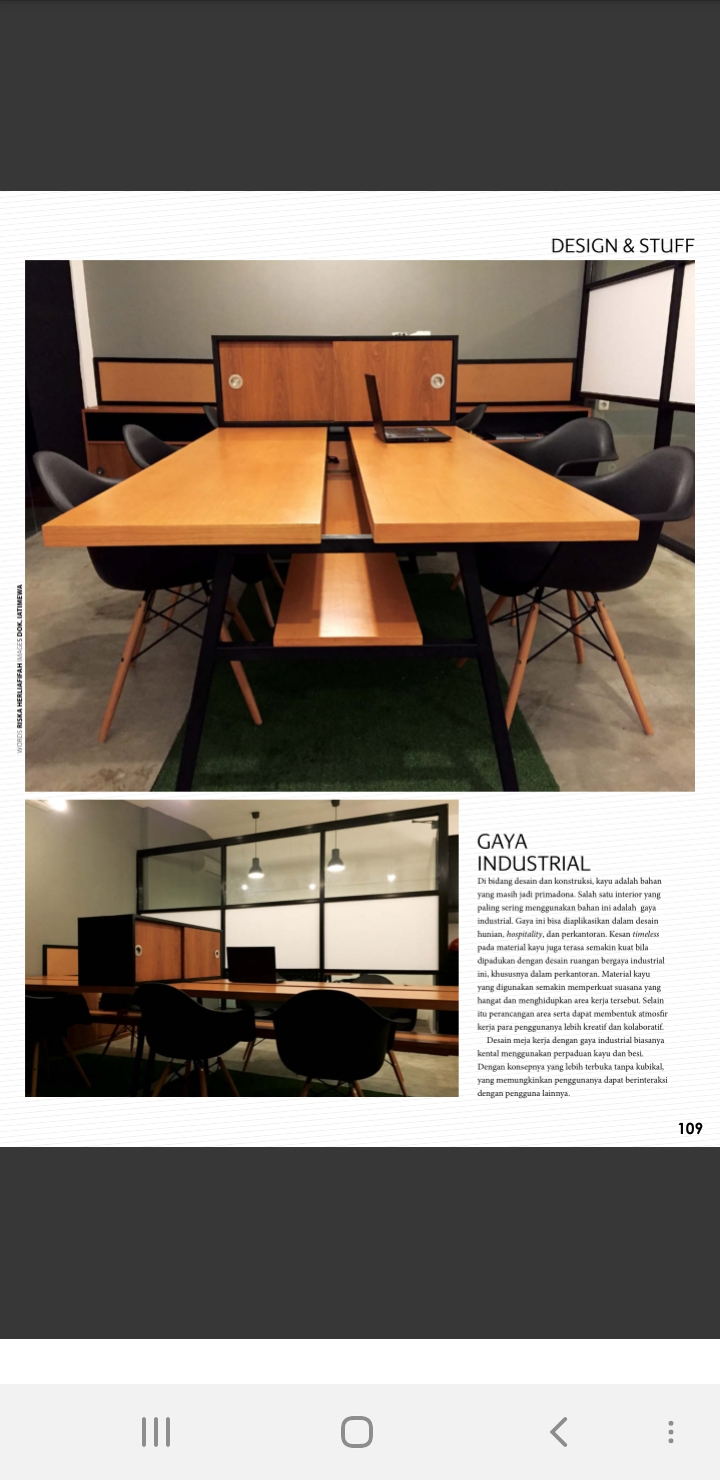 DESIGN & STUFF
WORDS RISKA HERLIAFIFAH IMAGES DOK. JATIMEWA
GAYA
INDUSTRIAL
Di bidang desain dan konstruksi, kayu adalah bahan
yang masih jadi primadona. Salah satu interior yang
paling sering menggunakan bahan ini adalah gaya
industrial. Gaya ini bisa diaplikasikan dalam desain
hunian, hospitality, dan perkantoran. Kesan timeless
pada material kayu juga terasa semakin kuat bila
dipadukan dengan desain ruangan bergaya industrial
ini, khususnya dalam perkantoran. Material kayu
yang digunakan semakin memperkuat suasana yang
hangat dan menghidupkan area kerja tersebut. Selain
itu perancangan area serta dapat membentuk atmosfir
kerja para penggunanya lebih kreatif dan kolaboratif.
Desain meja kerja dengan gaya industrial biasanya
kental menggunakan perpaduan kayu dan besi.
Dengan konsepnya yang lebih terbuka tanpa kubikal,
yang memungkinkan penggunanya dapat berinteraksi
dengan pengguna lainnya.
109